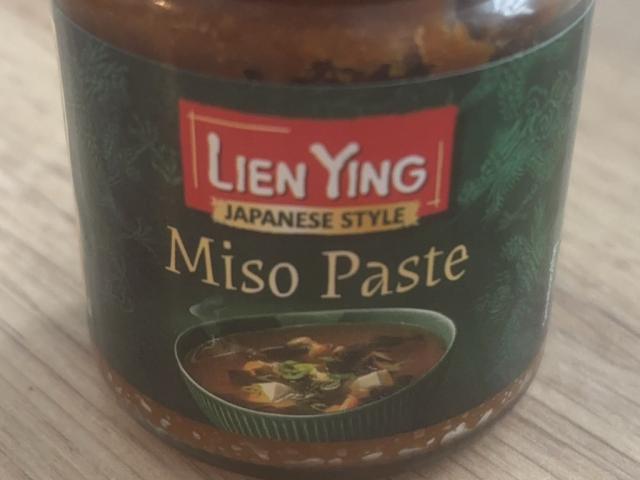 LIEN YING
JAPANESE STYLE
Miso Paste